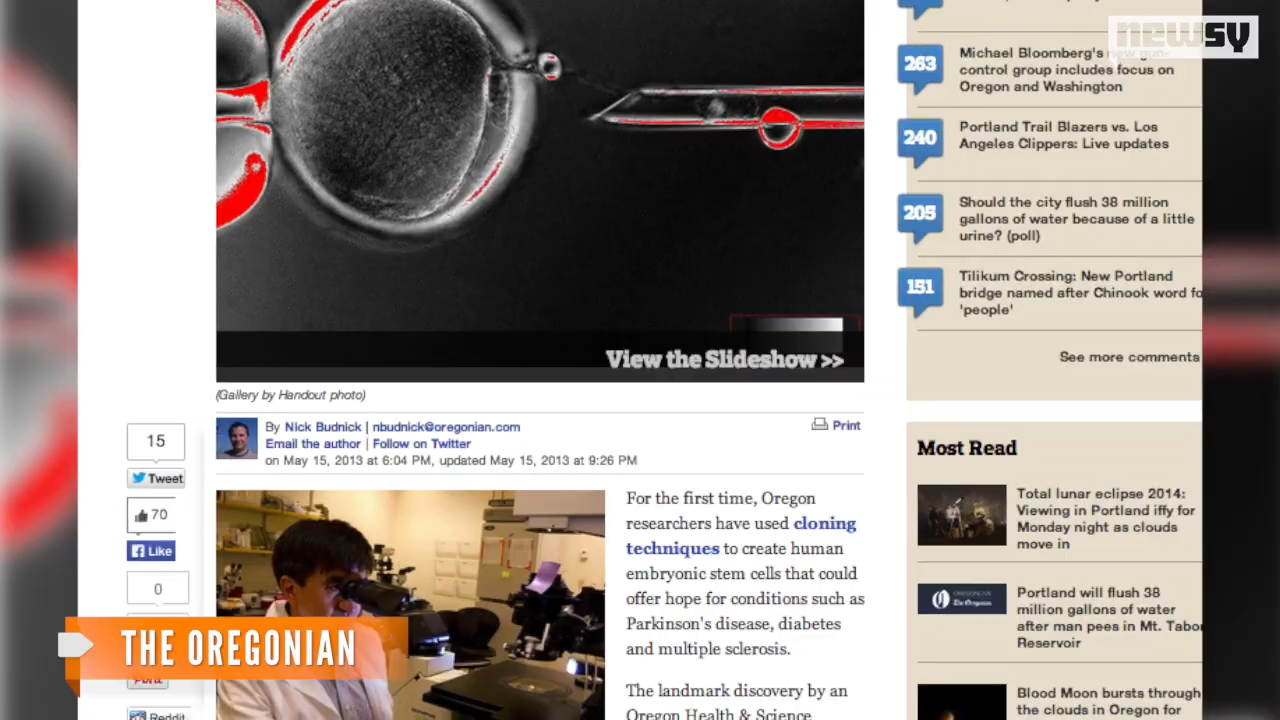 newsy
263
Michael Bloomberg's new gun-
control group includes focus on
Oregon and Washington
240
Portland Trail Blazers vs. Los
Angeles Clippers: Live updates
205
Should the city flush 38 million
gallons of water because of a little
urine? (poll)
151
Tilikum Crossing: New Portland
bridge named after Chinook word fo
'people'
See more comments
View the Slideshow >>
(Gallery by Handout photo)
By Nick Budnick | nbudnick@oregonian.com
Email the author | Follow on Twitter
on May 15, 2013 at 6:04 PM, updated May 15, 2013 at 9:26 PM
Print
15
Tweet
70
Like
0
Reddit
For the first time, Oregon
researchers have used cloning
techniques to create human
embryonic stem cells that could
offer hope for conditions such as
Parkinson's disease, diabetes
and multiple sclerosis.
The landmark discovery by an
Oregon Health & Science
Most Read
Total lunar eclipse 2014:
Viewing in Portland iffy for
Monday night as clouds
move in
Portland will flush 38
million gallons of water
after man pees in Mt. Tabor
Reservoir
Blood Moon bursts through
the clouds in Oregon for
THE OREGONIAN